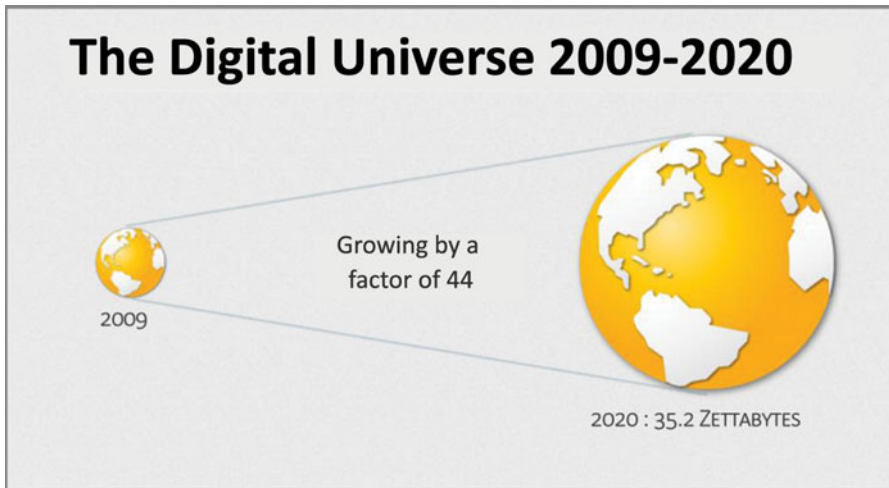 The Digital Universe 2009-2020
Growing by a
factor of 44
2009
2020 : 35.2 ZETTABYTES